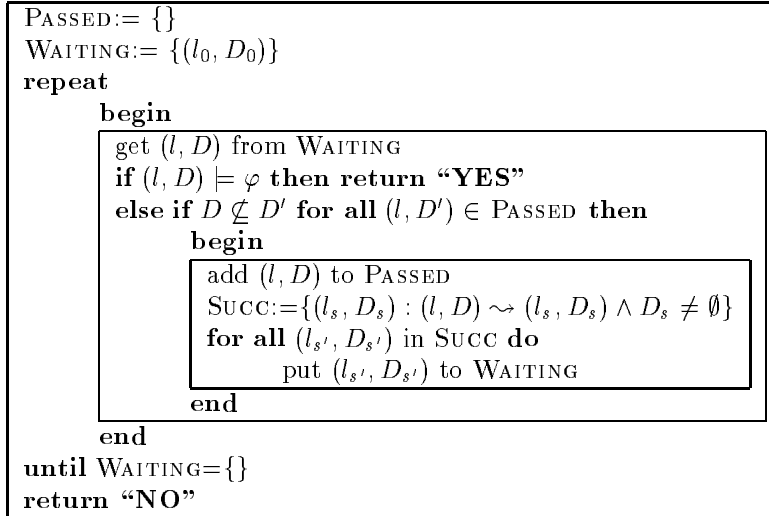 PASSED:= {}
WAITING:= {(l₀, D₀)}
repeat
begin
get (l, D) from WAITING
if (l, D) ⊨ φ then return “YES”
else if D ⊈ D′ for all (l, D′) ∈ PASSED then
begin
add (l, D) to PASSED
SUCC:={(lₛ, Dₛ) : (l, D) ⇝ (lₛ, Dₛ) ∧ Dₛ ≠ ∅}
for all (lₛ′, Dₛ′) in SUCC do
put (lₛ′, Dₛ′) to WAITING
end
end
until WAITING={}
return “NO”